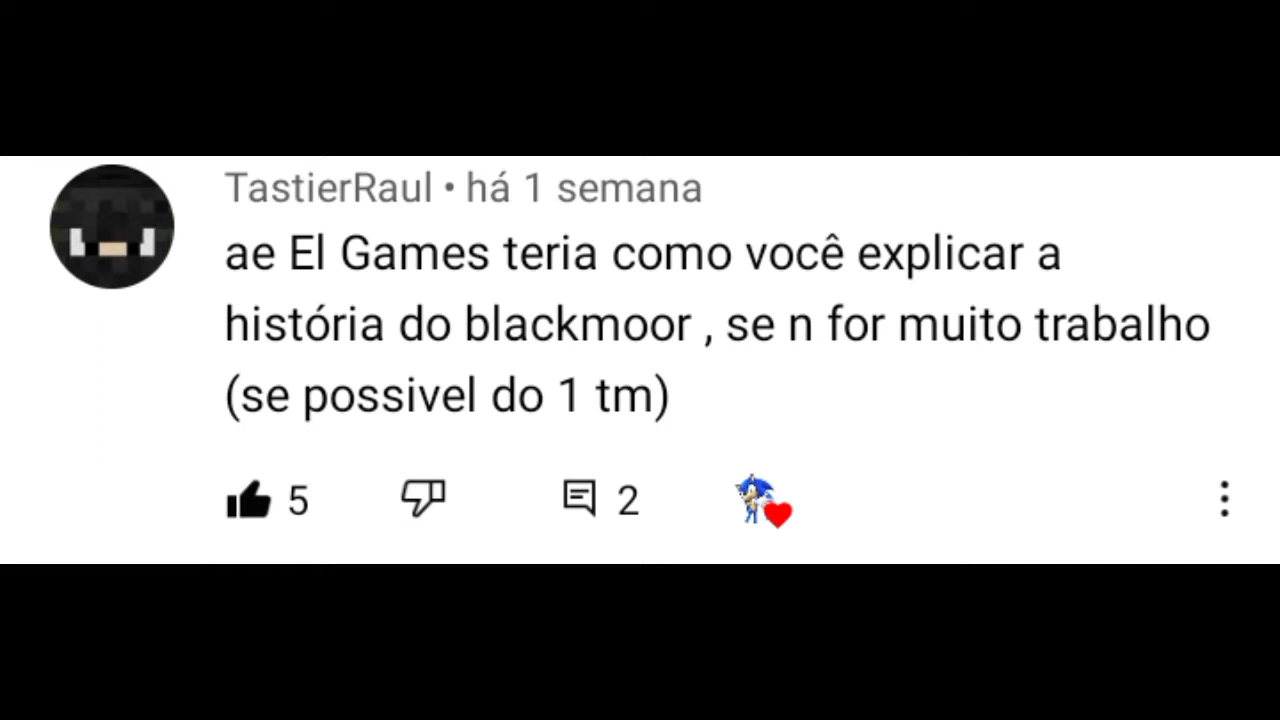 TastierRaul • há 1 semana
ae El Games teria como você explicar a
história do blackmoor , se n for muito trabalho
(se possivel do 1 tm)
5 2